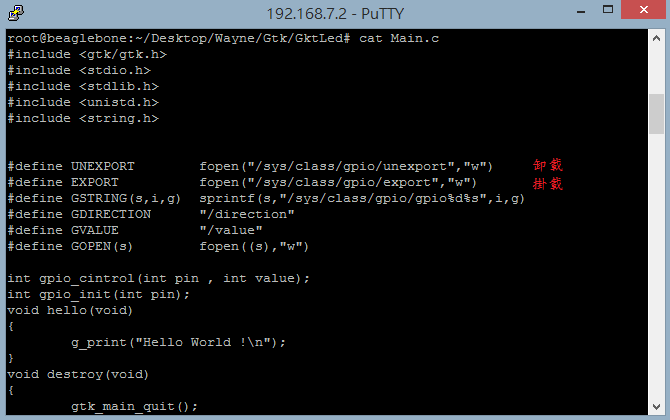 192.168.7.2 - PuTTY
root@beaglebone:~/Desktop/Wayne/Gtk/GktLed# cat Main.c
#include <gtk/gtk.h>
#include <stdio.h>
#include <stdlib.h>
#include <unistd.h>
#include <string.h>
#define UNEXPORT        fopen("/sys/class/gpio/unexport","w") 卸載
#define EXPORT          fopen("/sys/class/gpio/export","w") 掛載
#define GSTRING(s,i,g)  sprintf(s,"/sys/class/gpio/gpio%d%s",i,g)
#define GDIRECTION      "/direction"
#define GVALUE          "/value"
#define GOPEN(s)        fopen((s),"w")
int gpio_cintrol(int pin , int value);
int gpio_init(int pin);
void hello(void)
{
        g_print("Hello World !\n");
}
void destroy(void)
{
        gtk_main_quit();